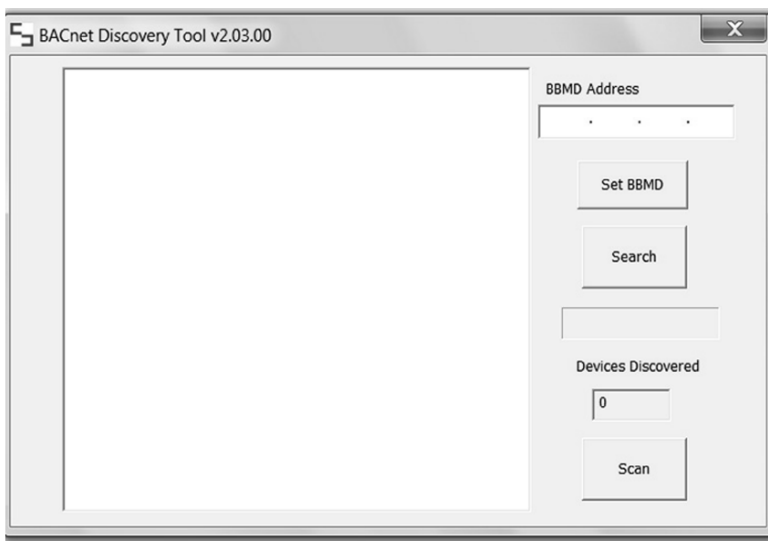 BACnet Discovery Tool v2.03.00
X
BBMD Address
. . .
Set BBMD
Search
Devices Discovered
0
Scan